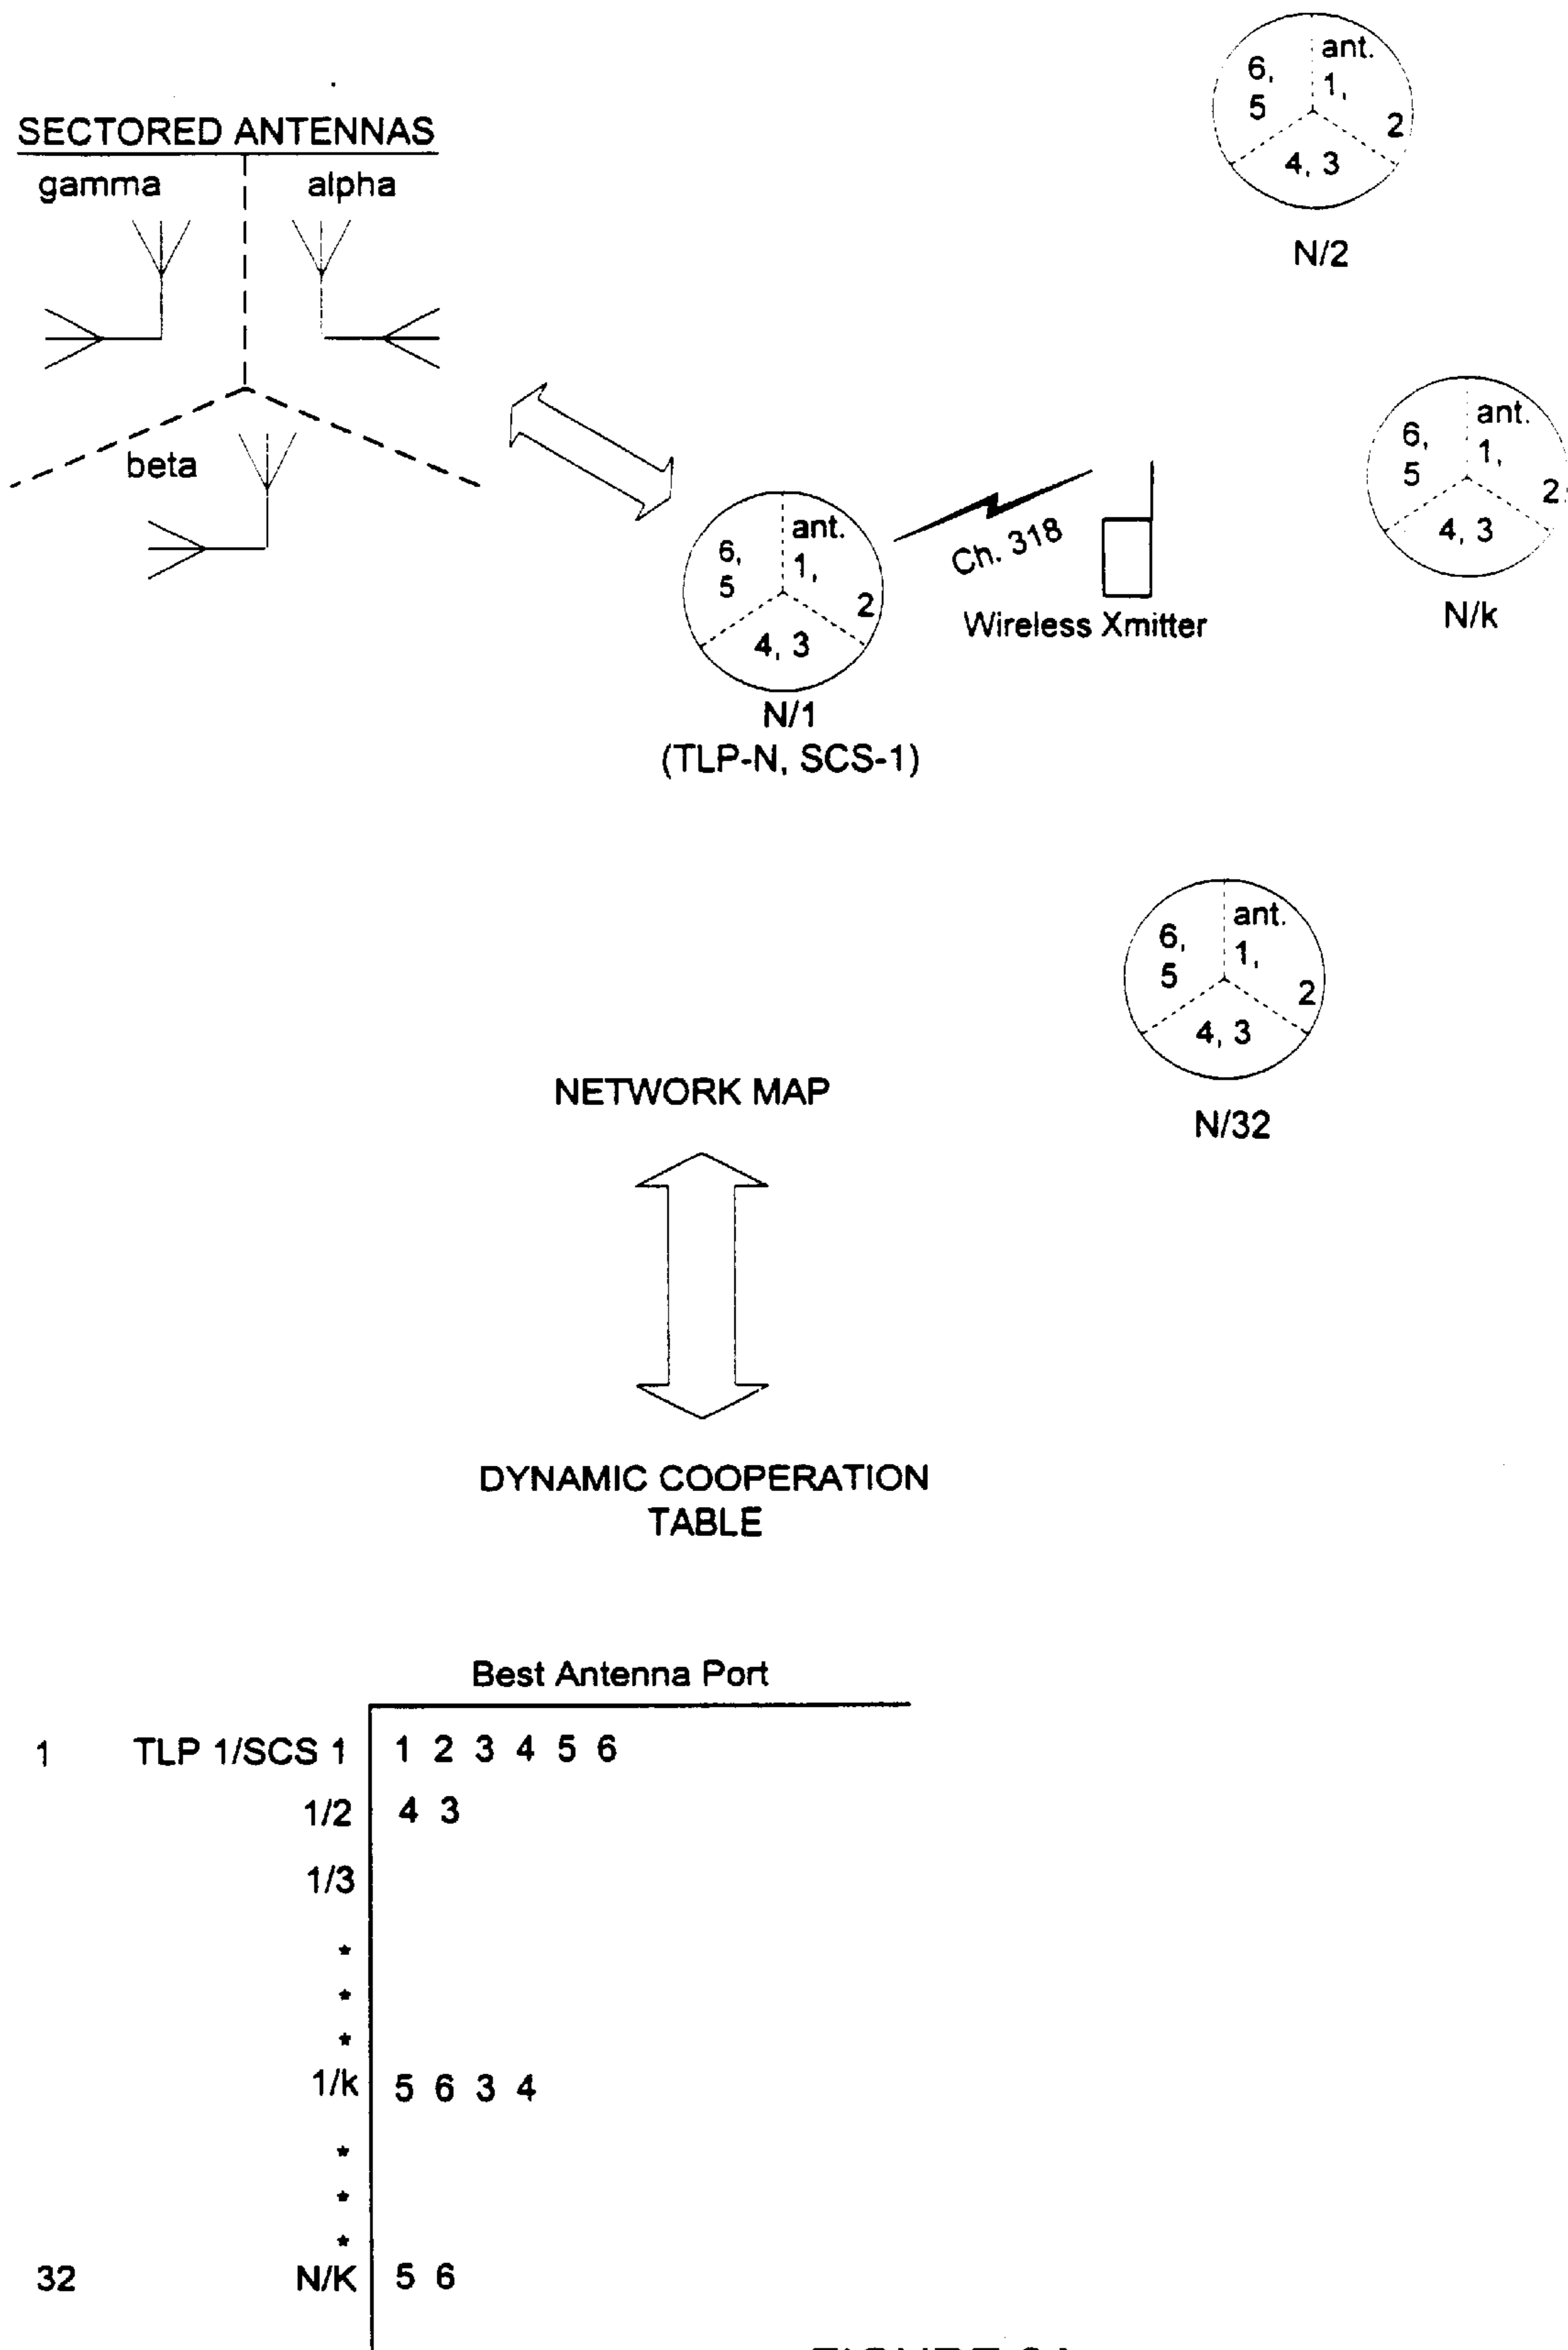 SECTORED ANTENNAS
gamma
alpha
beta
ant.
6,
1,
5
2
4, 3
N/2
ant.
6,
1,
5
2
4, 3
N/k
ant.
6,
1,
5
2
4, 3
N/1
(TLP-N, SCS-1)
Ch. 318
Wireless Xmitter
ant.
6,
1,
5
2
4, 3
N/32
NETWORK MAP
DYNAMIC COOPERATION
TABLE
Best Antenna Port
1 TLP 1/SCS 1 1 2 3 4 5 6
1/2 4 3
1/3
*
*
*
1/k 5 6 3 4
*
*
*
32 N/K 5 6